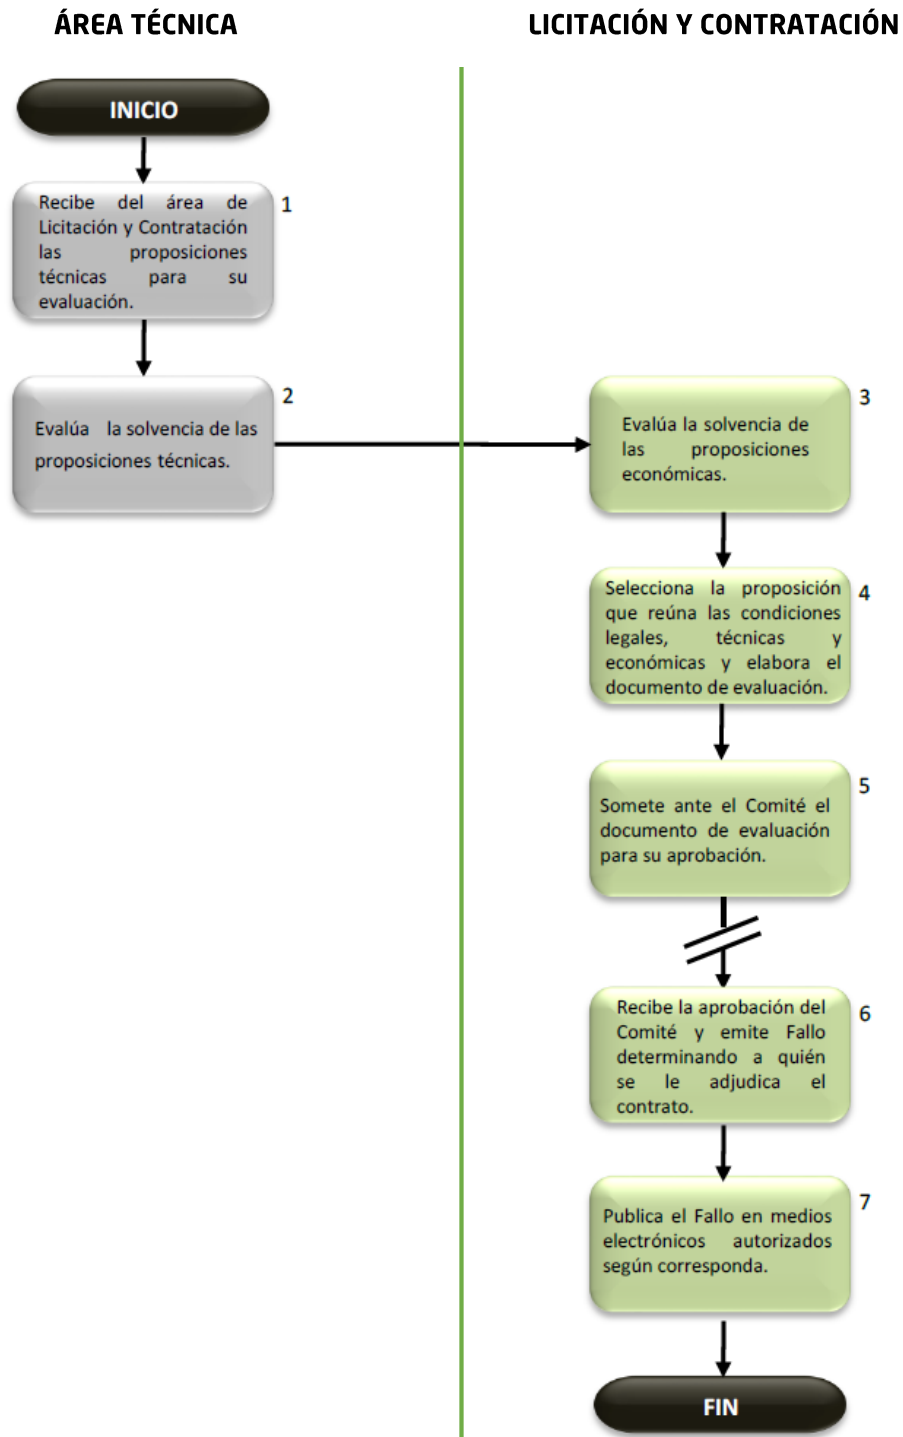 ÁREA TÉCNICA
LICITACIÓN Y CONTRATACIÓN
INICIO
Recibe del área de
Licitación y Contratación
las proposiciones
técnicas para su
evaluación.
1
Evalúa la solvencia de las
proposiciones técnicas.
2
Evalúa la solvencia de
las proposiciones
económicas.
3
Selecciona la proposición
que reúna las condiciones
legales, técnicas y
económicas y elabora el
documento de evaluación.
4
Somete ante el Comité el
documento de evaluación
para su aprobación.
5
Recibe la aprobación del
Comité y emite Fallo
determinando a quién
se le adjudica el
contrato.
6
Publica el Fallo en medios
electrónicos autorizados
según corresponda.
7
FIN